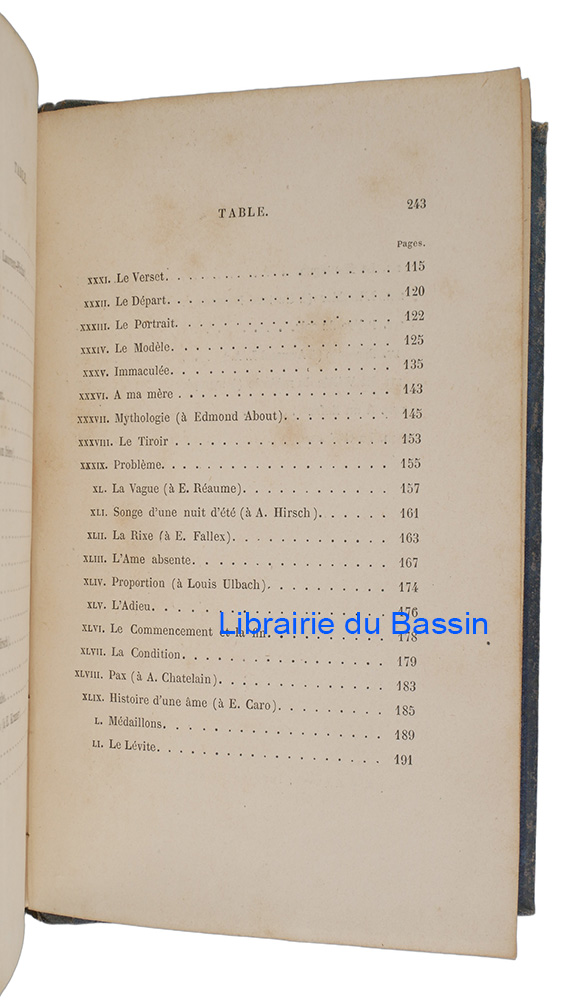 TABLE. 243
Pages.
XXXI. Le Verset. . . . . . . . . . . . . . . . . . . 115
XXXII. Le Départ. . . . . . . . . . . . . . . . . . . 120
XXXIII. Le Portrait. . . . . . . . . . . . . . . . . . 122
XXXIV. Le Modèle. . . . . . . . . . . . . . . . . . 125
XXXV. Immaculée. . . . . . . . . . . . . . . . . . 135
XXXVI. A ma mère . . . . . . . . . . . . . . . . . 143
XXXVII. Mythologie (à Edmond About). . . . . . . . . 145
XXXVIII. Le Tiroir . . . . . . . . . . . . . . . . . . 153
XXXIX. Problème. . . . . . . . . . . . . . . . . . . 155
XL. La Vague (à E. Réaume). . . . . . . . . . . . 157
XLI. Songe d'une nuit d'été (à A. Hirsch). . . . . . 161
XLII. La Rixe (à E. Fallex). . . . . . . . . . . . . 163
XLIII. L'Ame absente. . . . . . . . . . . . . . . . 167
XLIV. Proportion (à Louis Ulbach). . . . . . . . . . 174
XLV. L'Adieu. . . . . . . . . . . . . . . . . . . 176
XLVI. Le Commencement et la fin. . . . . . . . . . 178
Librairie du Bassin
XLVII. La Condition. . . . . . . . . . . . . . . . . 179
XLVIII. Pax (à A. Chatelain) . . . . . . . . . . . . . 183
XLIX. Histoire d'une âme (à E. Caro). . . . . . . . . 185
L. Médaillons. . . . . . . . . . . . . . . . . . 189
LI. Le Lévite. . . . . . . . . . . . . . . . . . 191